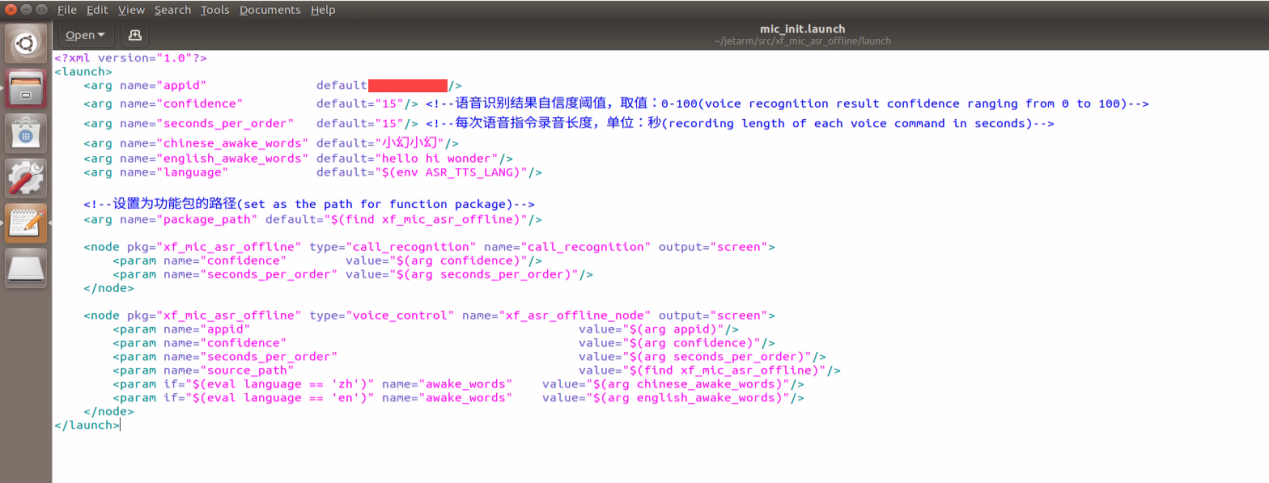 File Edit View Search Tools Documents Help
Open
mic_init.launch
~/jetarm/src/xf_mic_asr_offline/launch
<?xml version="1.0"?>
<launch>
<arg name="appid" default />
<arg name="confidence" default="15"/> <!--语音识别结果自信度阈值，取值：0-100(voice recognition result confidence ranging from 0 to 100)-->
<arg name="seconds_per_order" default="15"/> <!--每次语音指令录音长度，单位：秒(recording length of each voice command in seconds)-->
<arg name="chinese_awake_words" default="小幻小幻"/>
<arg name="english_awake_words" default="hello hi wonder"/>
<arg name="language" default="$(env ASR_TTS_LANG)"/>
<!--设置为功能包的路径(set as the path for function package)-->
<arg name="package_path" default="$(find xf_mic_asr_offline)"/>
<node pkg="xf_mic_asr_offline" type="call_recognition" name="call_recognition" output="screen">
<param name="confidence" value="$(arg confidence)"/>
<param name="seconds_per_order" value="$(arg seconds_per_order)"/>
</node>
<node pkg="xf_mic_asr_offline" type="voice_control" name="xf_asr_offline_node" output="screen">
<param name="appid" value="$(arg appid)"/>
<param name="confidence" value="$(arg confidence)"/>
<param name="seconds_per_order" value="$(arg seconds_per_order)"/>
<param name="source_path" value="$(find xf_mic_asr_offline)"/>
<param if="$(eval language == 'zh')" name="awake_words" value="$(arg chinese_awake_words)"/>
<param if="$(eval language == 'en')" name="awake_words" value="$(arg english_awake_words)"/>
</node>
</launch>